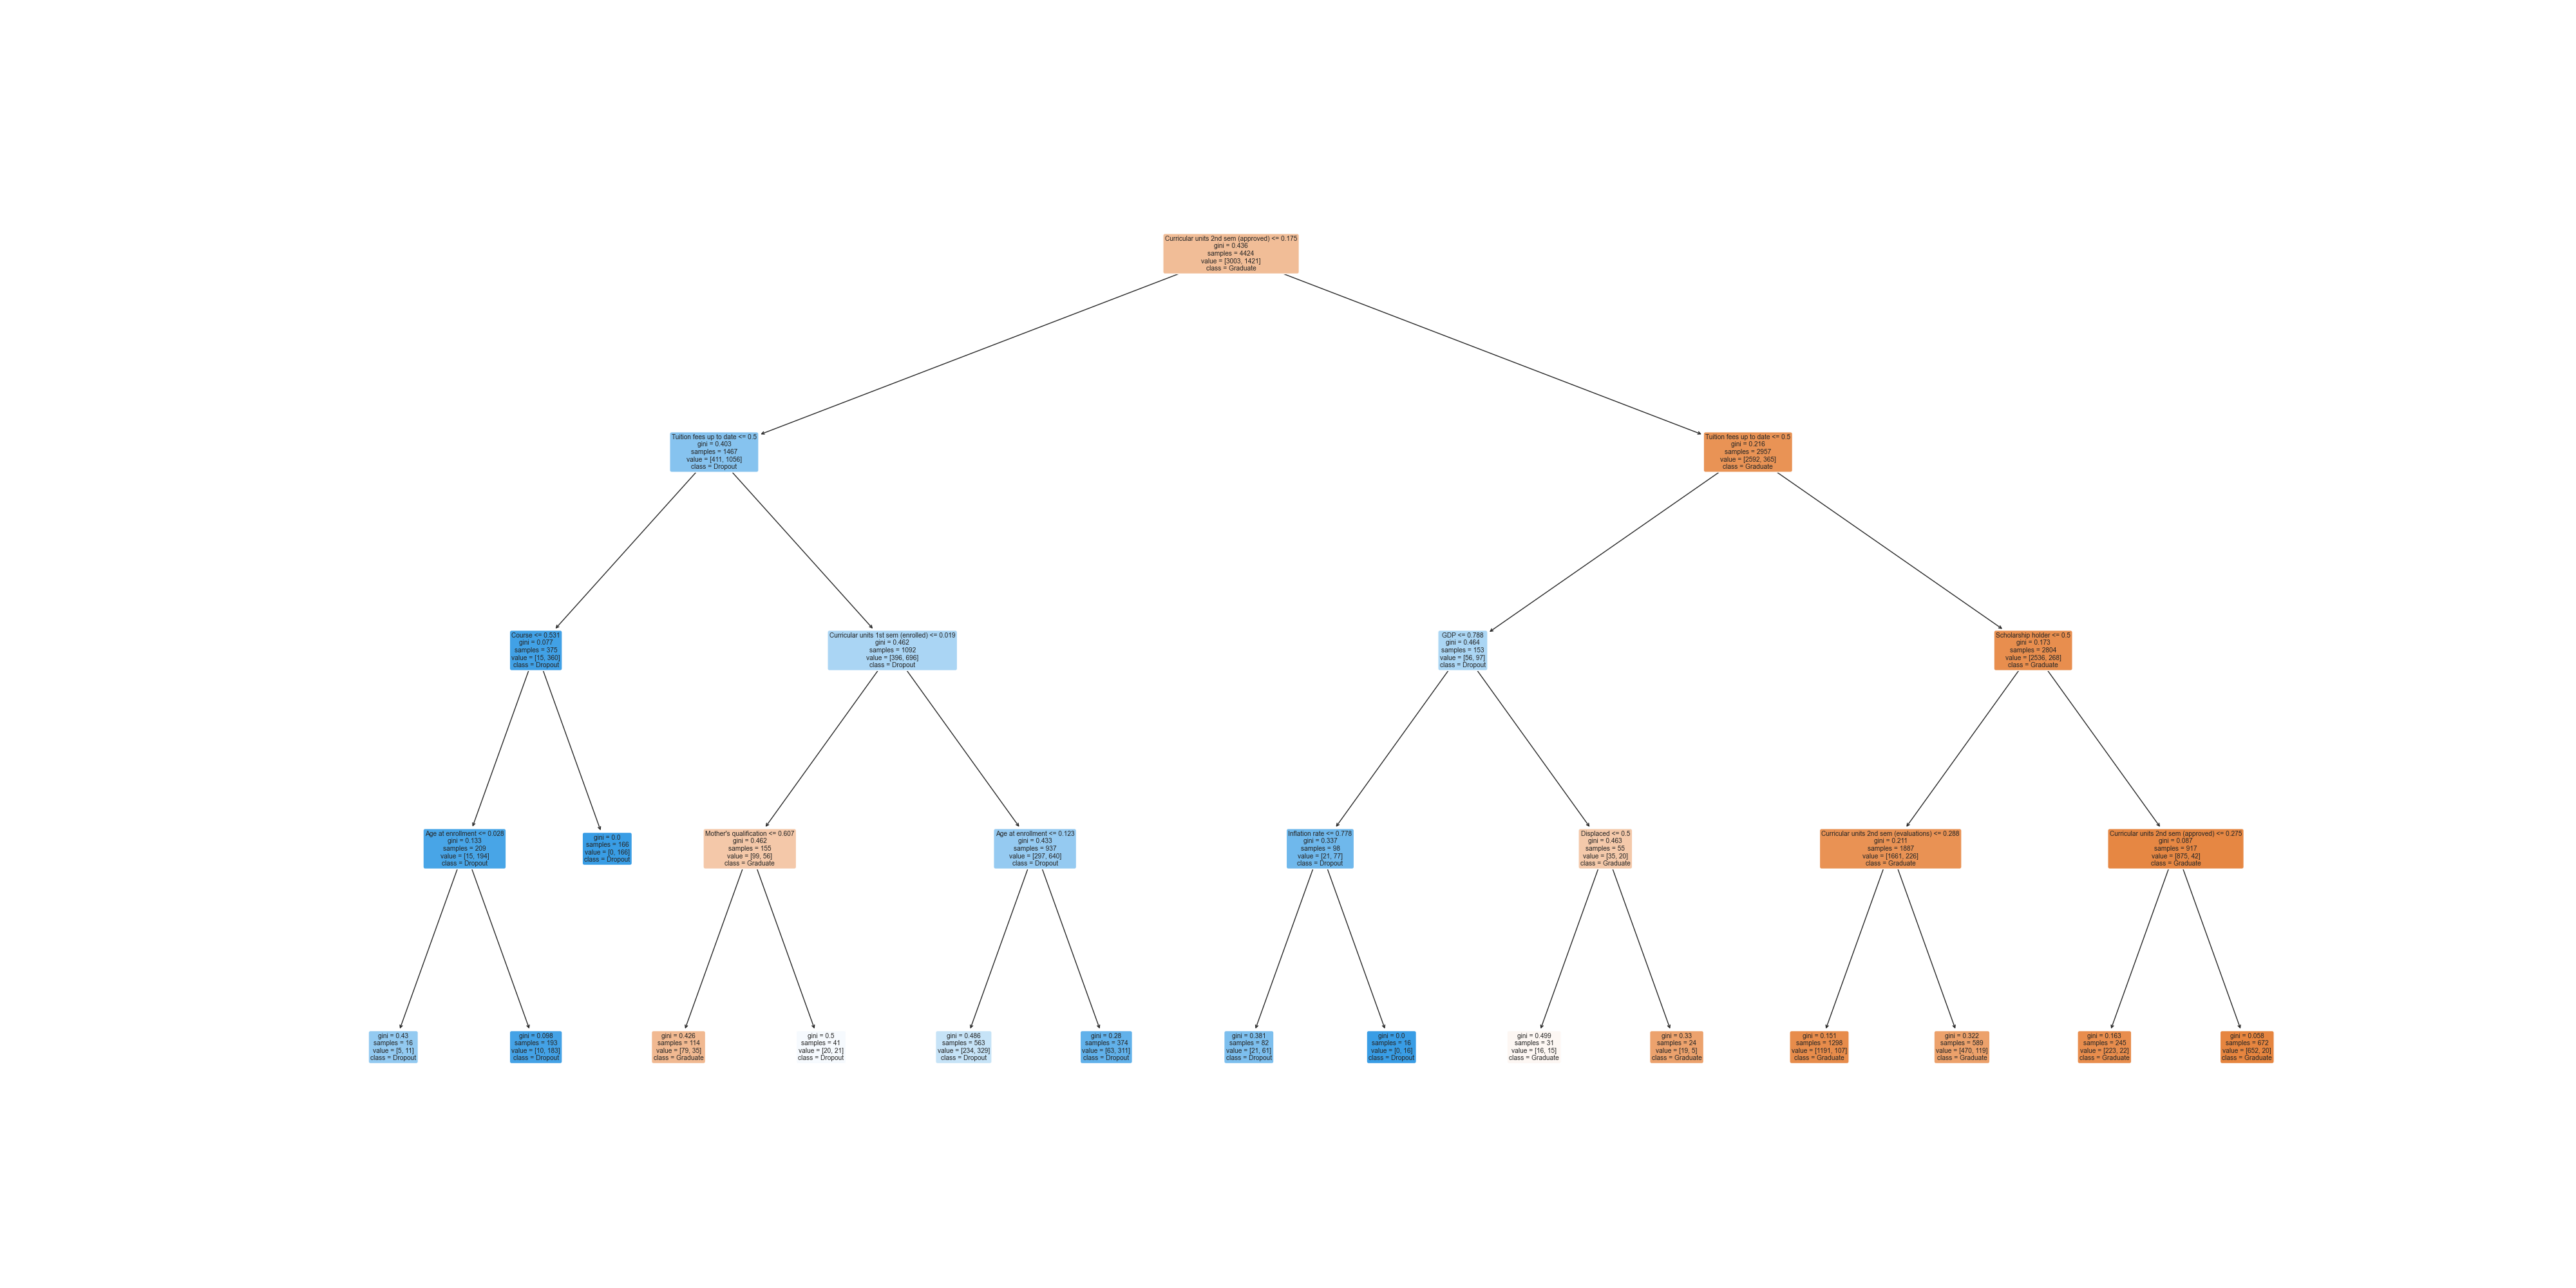 Curricular units 2nd sem (approved) <= 0.175
gini = 0.436
samples = 4424
value = [3003, 1421]
class = Graduate
Tuition fees up to date <= 0.5
gini = 0.403
samples = 1467
value = [411, 1056]
class = Dropout
Tuition fees up to date <= 0.5
gini = 0.216
samples = 2957
value = [2592, 365]
class = Graduate
Course <= 0.531
gini = 0.077
samples = 375
value = [15, 360]
class = Dropout
Curricular units 1st sem (enrolled) <= 0.019
gini = 0.462
samples = 1092
value = [396, 696]
class = Dropout
GDP <= 0.788
gini = 0.464
samples = 153
value = [56, 97]
class = Dropout
Scholarship holder <= 0.5
gini = 0.173
samples = 2804
value = [2536, 268]
class = Graduate
Age at enrollment <= 0.028
gini = 0.133
samples = 209
value = [15, 194]
class = Dropout
gini = 0.0
samples = 166
value = [0, 166]
class = Dropout
Mother's qualification <= 0.607
gini = 0.462
samples = 155
value = [99, 56]
class = Graduate
Age at enrollment <= 0.123
gini = 0.433
samples = 937
value = [297, 640]
class = Dropout
Inflation rate <= 0.778
gini = 0.337
samples = 98
value = [21, 77]
class = Dropout
Displaced <= 0.5
gini = 0.463
samples = 55
value = [35, 20]
class = Graduate
Curricular units 2nd sem (evaluations) <= 0.288
gini = 0.211
samples = 1887
value = [1661, 226]
class = Graduate
Curricular units 2nd sem (approved) <= 0.275
gini = 0.087
samples = 917
value = [875, 42]
class = Graduate
gini = 0.43
samples = 16
value = [5, 11]
class = Dropout
gini = 0.098
samples = 193
value = [10, 183]
class = Dropout
gini = 0.426
samples = 114
value = [79, 35]
class = Graduate
gini = 0.5
samples = 41
value = [20, 21]
class = Dropout
gini = 0.486
samples = 563
value = [234, 329]
class = Dropout
gini = 0.28
samples = 374
value = [63, 311]
class = Dropout
gini = 0.381
samples = 82
value = [21, 61]
class = Dropout
gini = 0.0
samples = 16
value = [0, 16]
class = Dropout
gini = 0.499
samples = 31
value = [16, 15]
class = Graduate
gini = 0.33
samples = 24
value = [19, 5]
class = Graduate
gini = 0.151
samples = 1298
value = [1191, 107]
class = Graduate
gini = 0.322
samples = 589
value = [470, 119]
class = Graduate
gini = 0.163
samples = 245
value = [223, 22]
class = Graduate
gini = 0.058
samples = 672
value = [652, 20]
class = Graduate